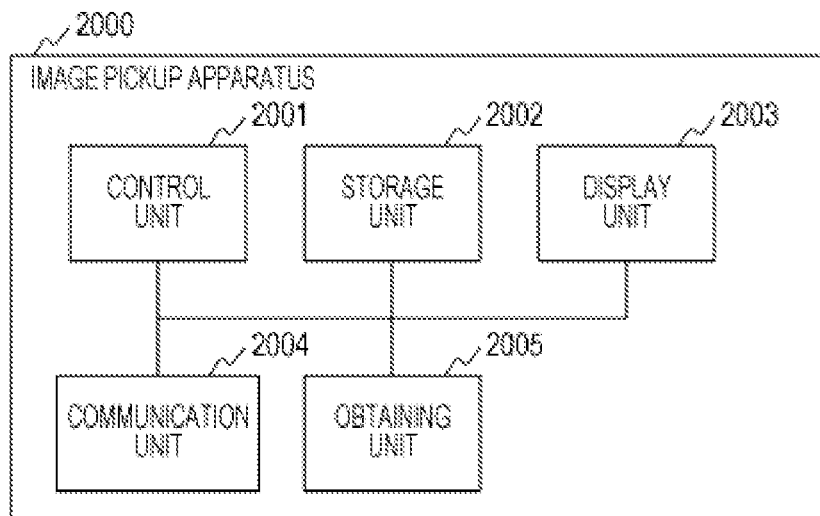 2000
IMAGE PICKUP APPARATUS
2001
2002
2003
CONTROL
UNIT
STORAGE
UNIT
DISPLAY
UNIT
2004
2005
COMMUNICATION
UNIT
OBTAINING
UNIT